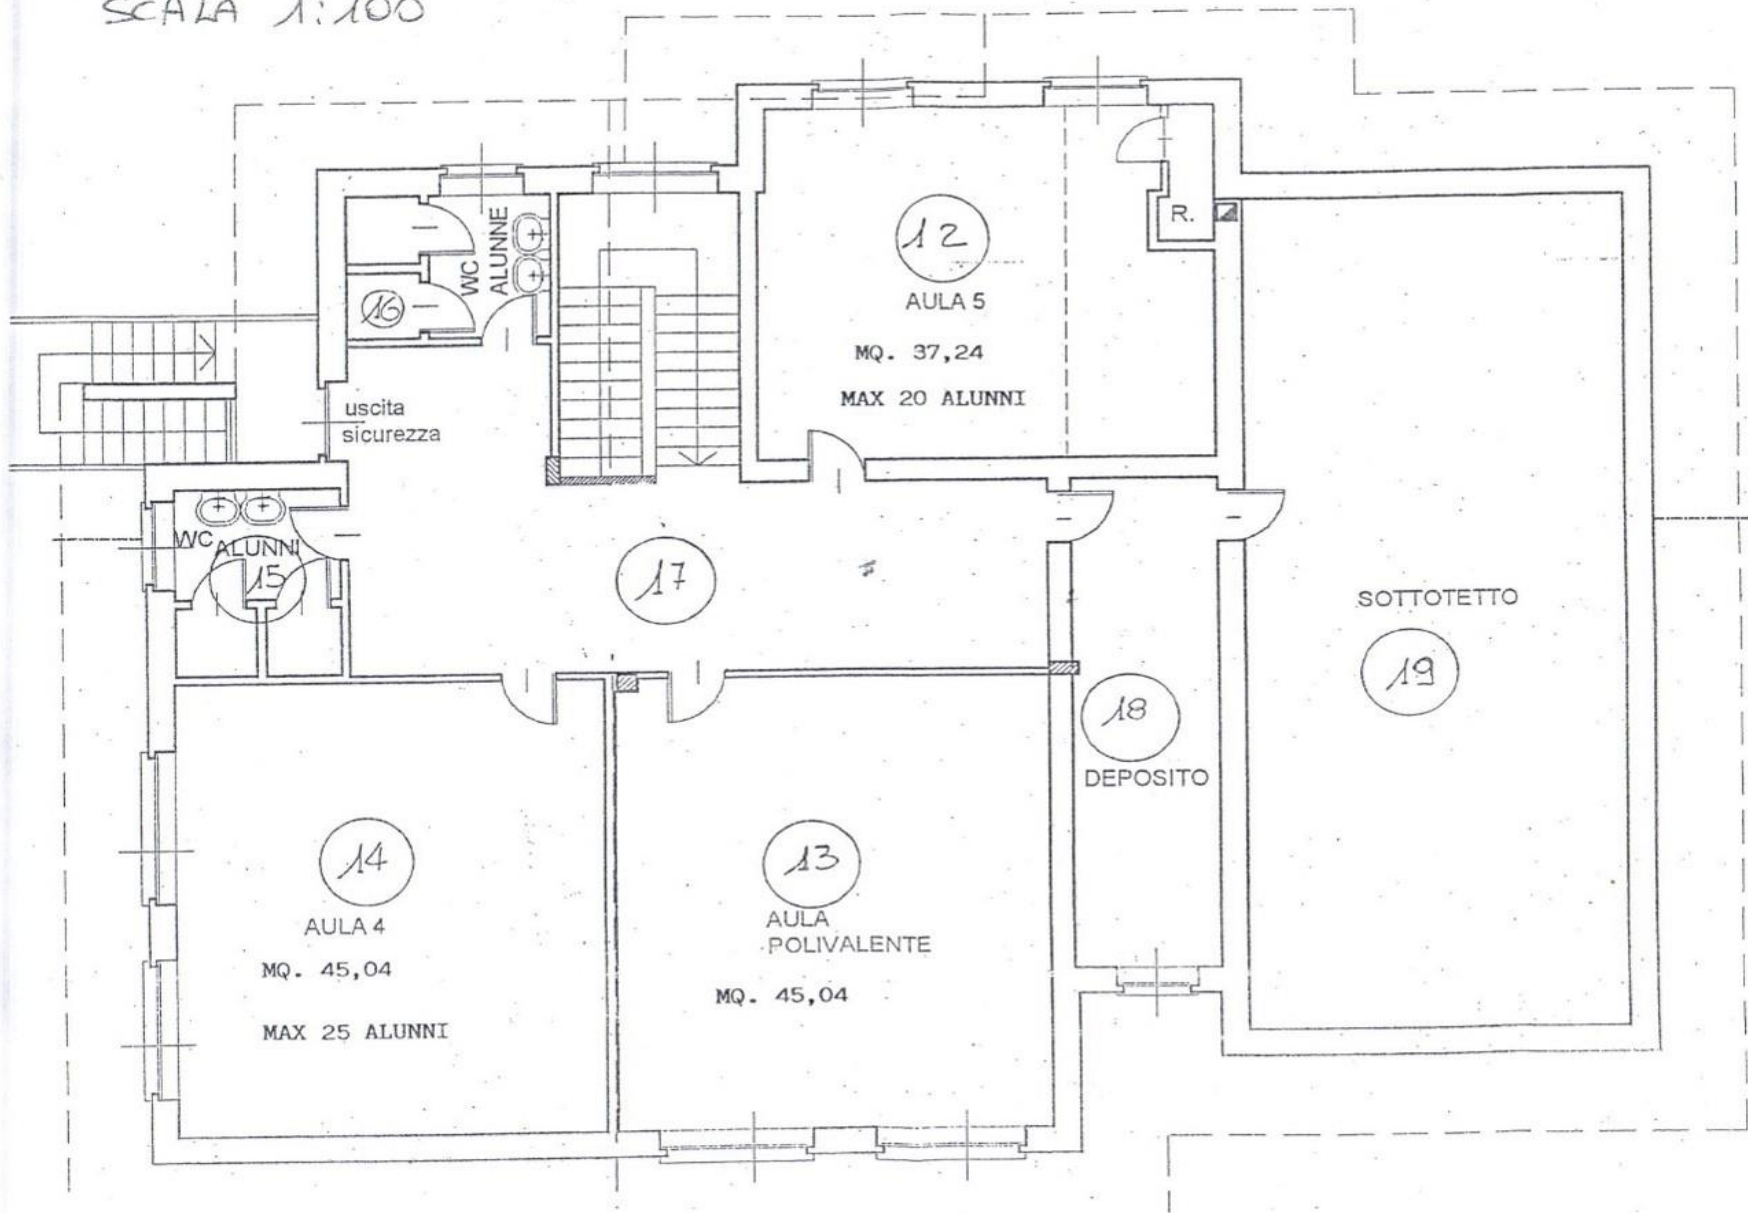 SCALA 1:100
WC
ALUNNE
16
12
AULA 5
MQ. 37,24
MAX 20 ALUNNI
R.
uscita
sicurezza
WC
ALUNNI
15
17
SOTTOTETTO
19
18
DEPOSITO
14
AULA 4
MQ. 45,04
MAX 25 ALUNNI
13
AULA
POLIVALENTE
MQ. 45,04